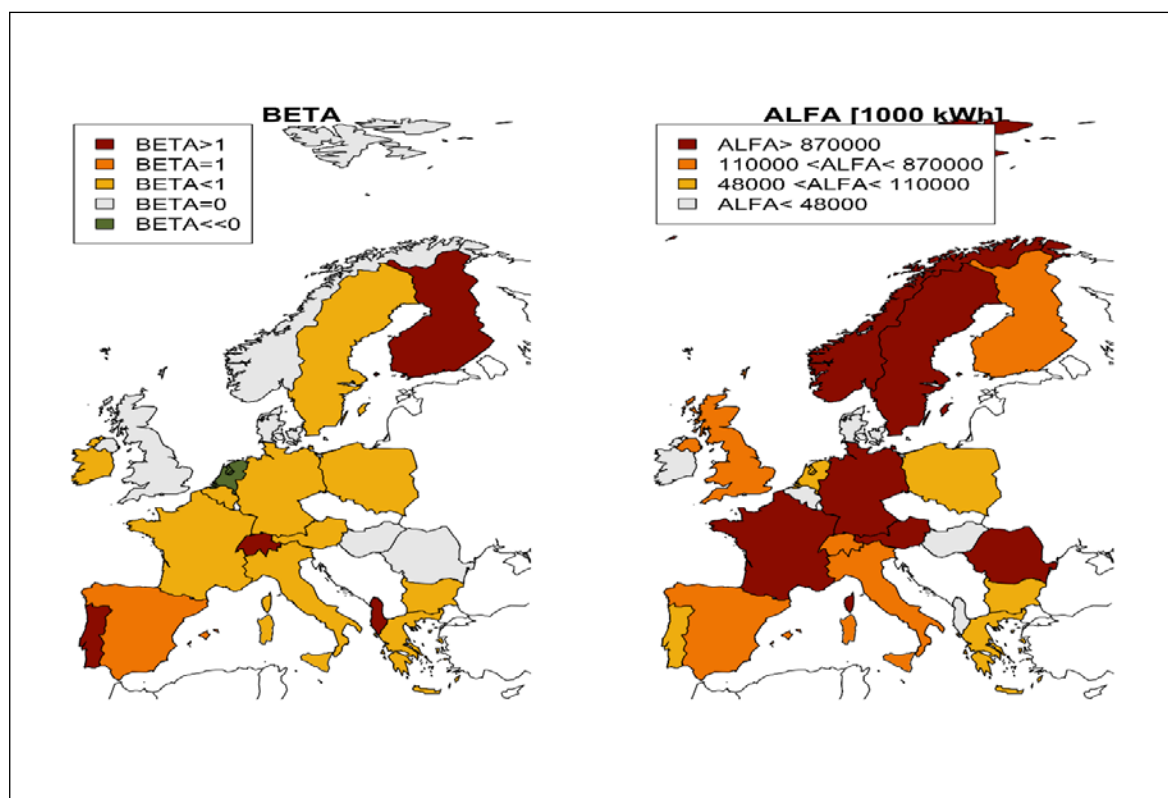 BETA
BETA>1
BETA=1
BETA<1
BETA=0
BETA<<0
ALFA [1000 kWh]
ALFA> 870000
110000 <ALFA< 870000
48000 <ALFA< 110000
ALFA< 48000